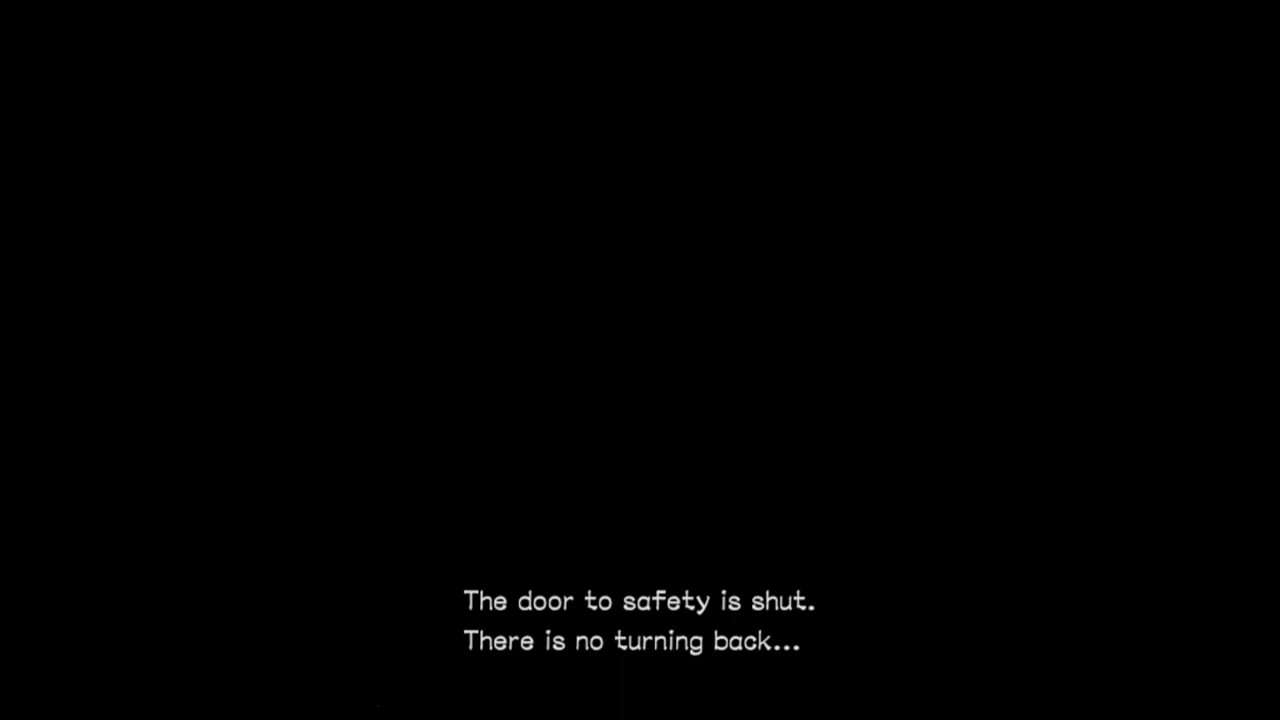 The door to safety is shut.
There is no turning back...